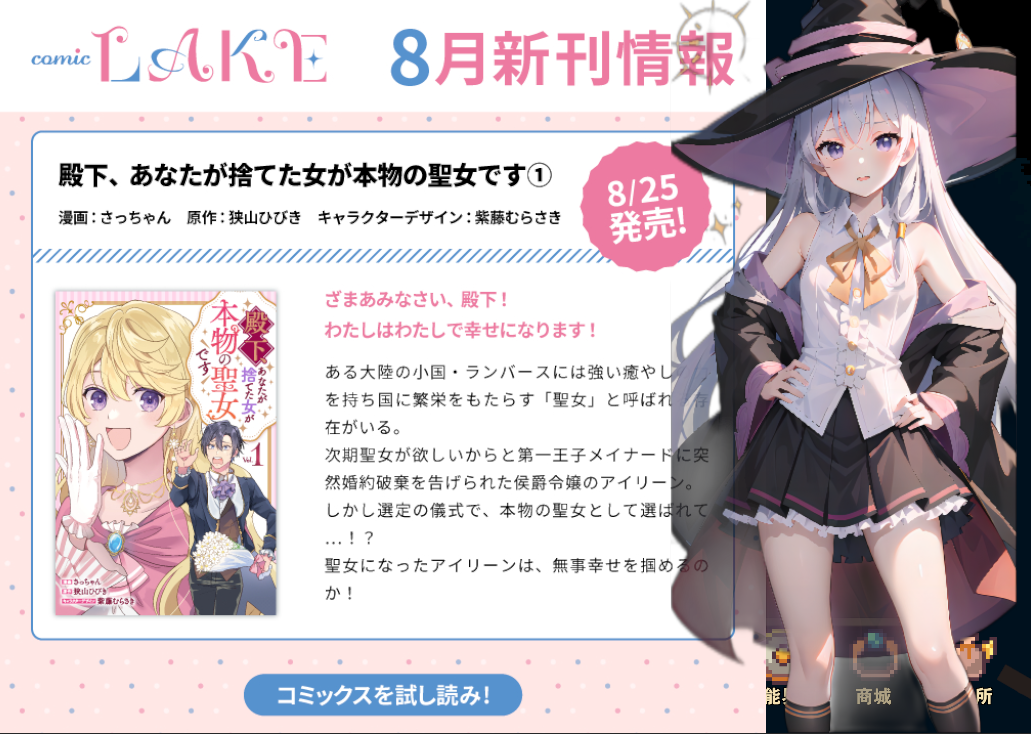 comic LAKE
8月新刊情報
殿下、あなたが捨てた女が本物の聖女です①
漫画：さっちゃん 原作：狭山ひびき キャラクターデザイン：紫藤むらさき
8/25
発売!
ざまあみなさい、殿下！
わたしはわたしで幸せになります！
ある大陸の小国・ランバースには強い癒やし
を持ち国に繁栄をもたらす「聖女」と呼ばれ 存
在がいる。
次期聖女が欲しいからと第一王子メイナードに突
然婚約破棄を告げられた侯爵令嬢のアイリーン。
しかし選定の儀式で、本物の聖女として選ばれて
…！？
聖女になったアイリーンは、無事幸せを掴めるの
か！
殿下
あなたが
捨てた女が
本物の聖女
です
Vol.1
さっちゃん
狭山ひびき
キャラクターデザイン 紫藤むらさき
コミックスを試し読み!
能
商城
所